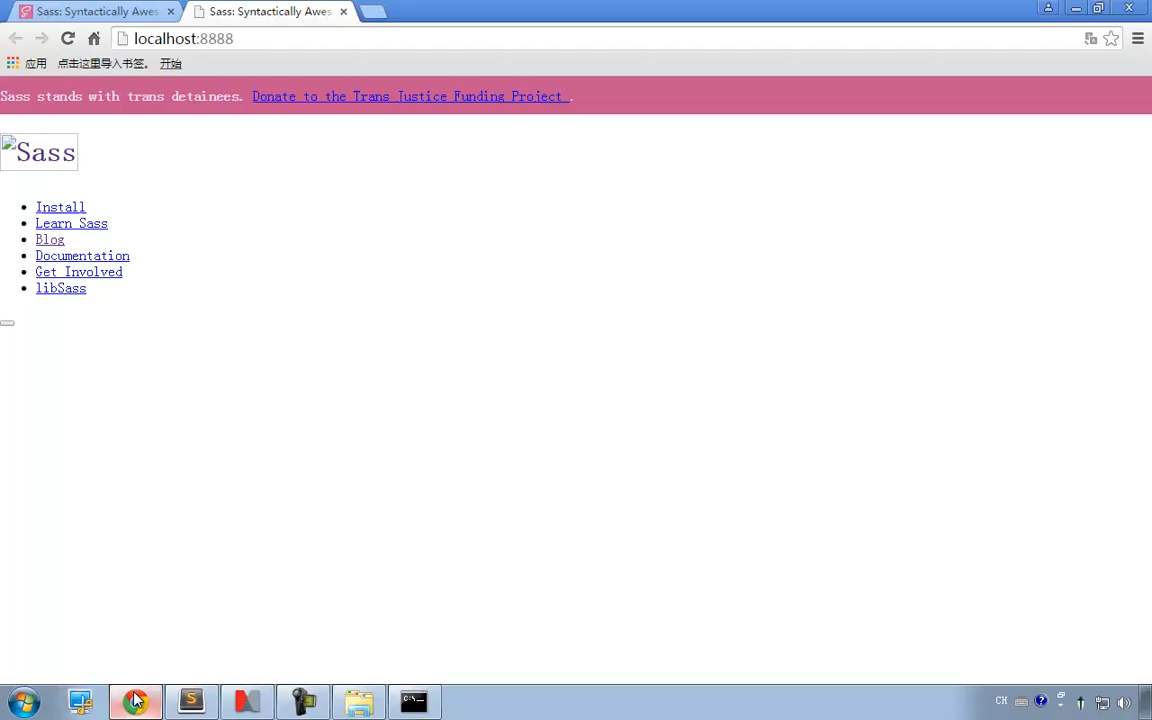 Sass: Syntactically Awes
Sass: Syntactically Awes
localhost:8888
应用 点击这里导入书签。 开始
Sass stands with trans detainees. Donate to the Trans Justice Funding Project .
Sass
Install
Learn Sass
Blog
Documentation
Get Involved
libSass
CH